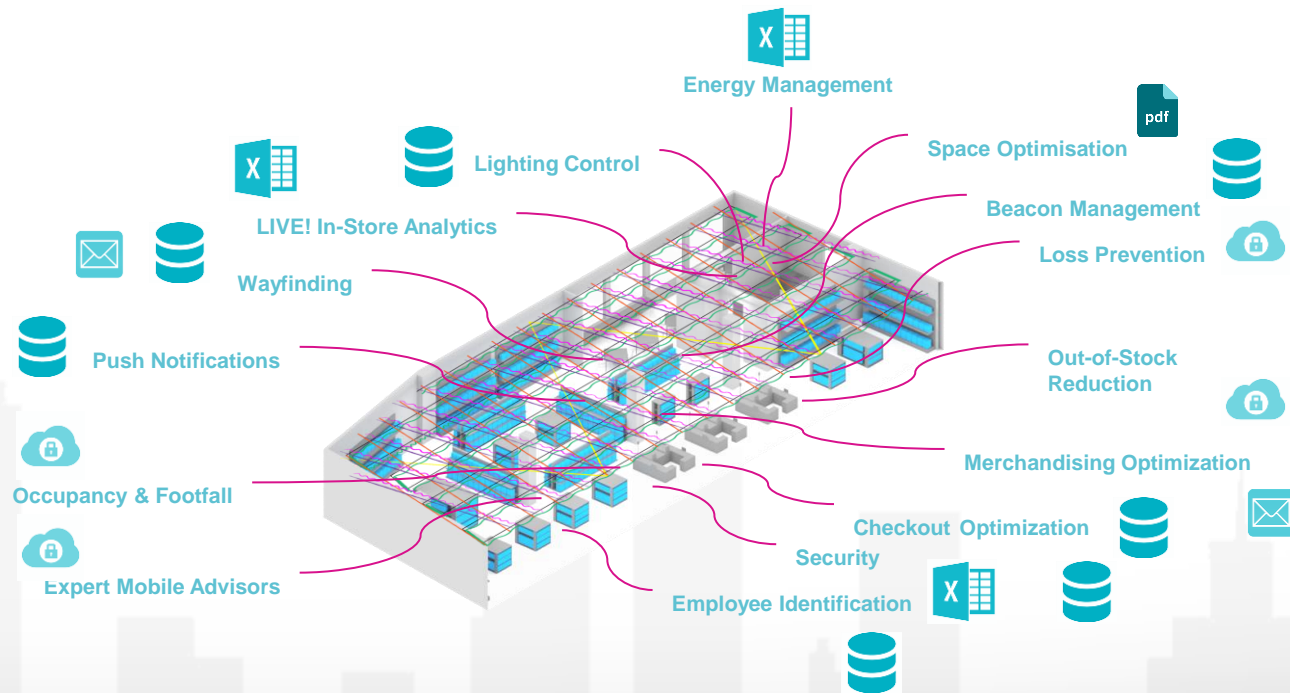 X
Energy Management
pdf
Space Optimisation
X
Lighting Control
Beacon Management
LIVE! In-Store Analytics
Loss Prevention
Wayfinding
Push Notifications
Out-of-Stock
Reduction
Merchandising Optimization
Occupancy & Footfall
Checkout Optimization
Security
Expert Mobile Advisors
Employee Identification
X